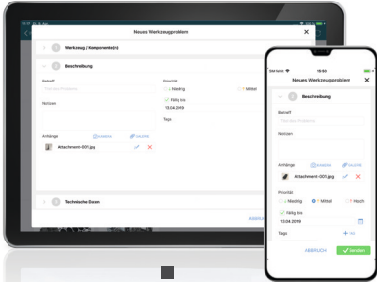 Neues Werkzeugproblem
Werkzeug / Komponente(n)
Beschreibung
Betreff
Priorität
Niedrig
Mittel
Notizen
Fällig bis
13.04.2019
Tags
Anhänge
Attachment-001.jpg
Technische Daten
15:03
Neues Werkzeugproblem
Beschreibung
Betreff
Notizen
Anhänge
Attachment-001.jpg
Priorität
Niedrig
Mittel
Hoch
Fällig bis
13.04.2019
Tags
ABBRUCH
Senden